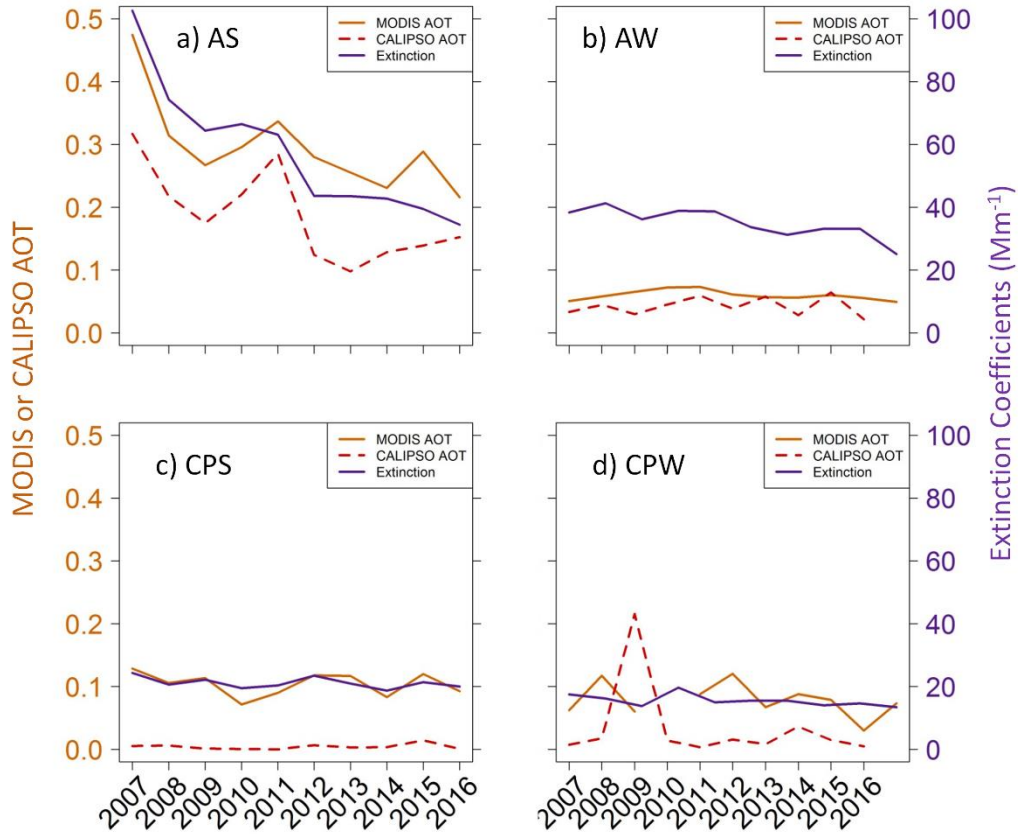 MODIS or CALIPSO AOT
a) AS
MODIS AOT
CALIPSO AOT
Extinction
0.5
0.4
0.3
0.2
0.1
0.0
b) AW
MODIS AOT
CALIPSO AOT
Extinction
100
80
60
40
20
0
c) CPS
MODIS AOT
CALIPSO AOT
Extinction
0.5
0.4
0.3
0.2
0.1
0.0
2007
2008
2009
2010
2011
2012
2013
2014
2015
2016
d) CPW
MODIS AOT
CALIPSO AOT
Extinction
100
80
60
40
20
0
2007
2008
2009
2010
2011
2012
2013
2014
2015
2016
Extinction Coefficients (Mm⁻¹)